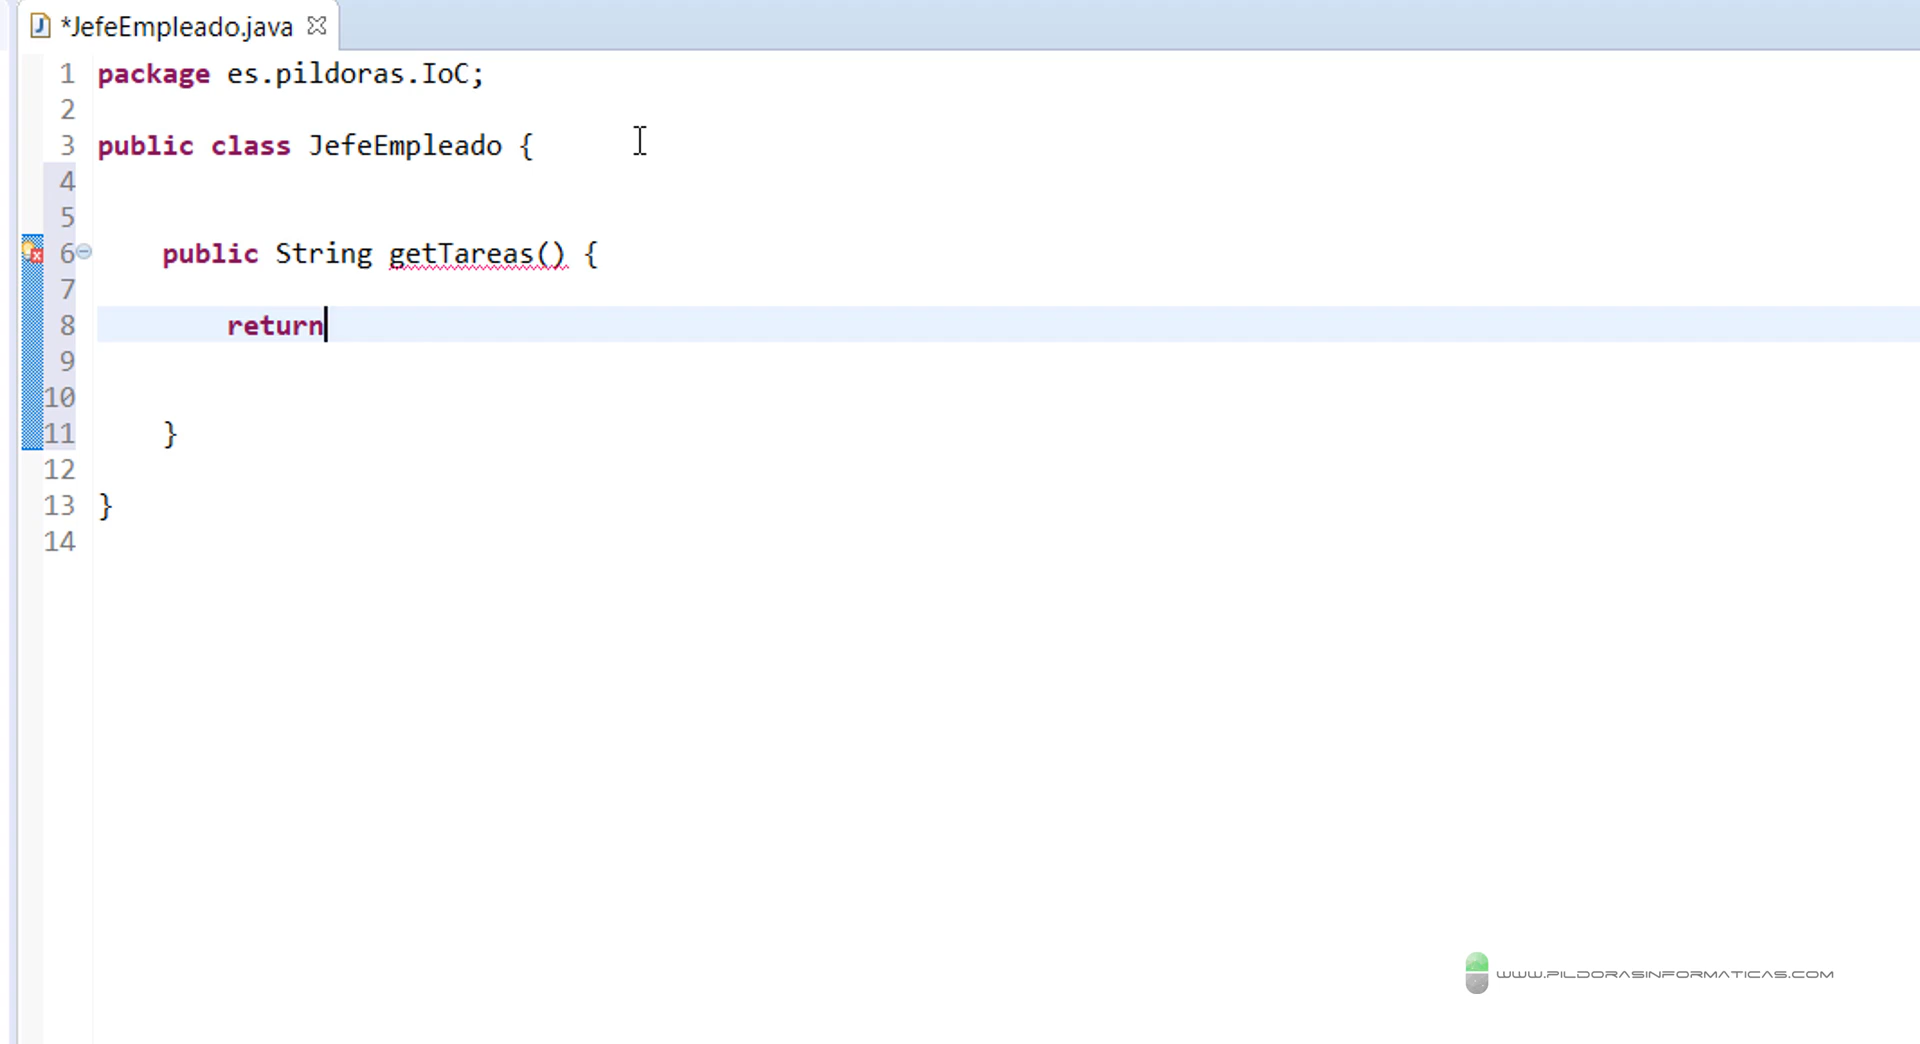 *JefeEmpleado.java
1 package es.pildoras.IoC;
2
3 public class JefeEmpleado {
4
5
6 public String getTareas() {
7
8 return
9
10
11 }
12
13 }
14
WWW.PILDORASINFORMATICAS.COM